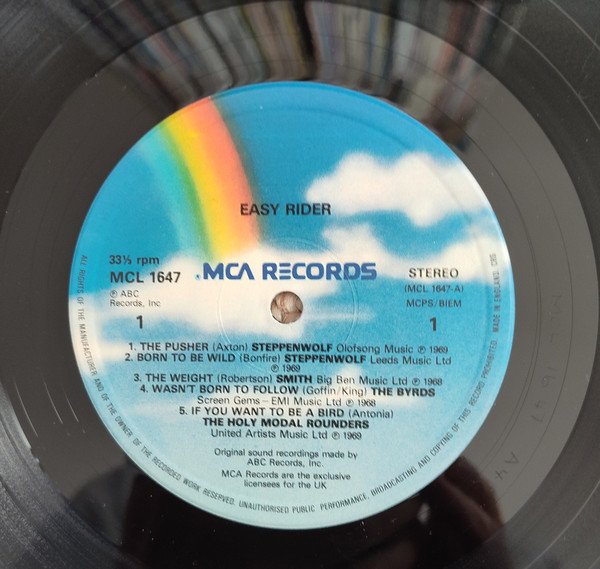 EASY RIDER
33⅓ rpm
MCL 1647
MCA RECORDS
STEREO
(MCL 1647-A)
MCPS/BIEM
℗ ABC
Records, Inc
1
1
1. THE PUSHER (Axton) STEPPENWOLF Olofsong Music ℗ 1969
2. BORN TO BE WILD (Bonfire) STEPPENWOLF Leeds Music Ltd
℗ 1969
3. THE WEIGHT (Robertson) SMITH Big Ben Music Ltd ℗ 1968
4. WASN'T BORN TO FOLLOW (Goffin/King) THE BYRDS
Screen Gems – EMI Music Ltd ℗ 1968
5. IF YOU WANT TO BE A BIRD (Antonia)
THE HOLY MODAL ROUNDERS
United Artists Music Ltd ℗ 1969
Original sound recordings made by
ABC Records, Inc.
MCA Records are the exclusive
licensees for the UK
ALL RIGHTS OF THE MANUFACTURER AND OF THE OWNER OF THE RECORDED WORK RESERVED. UNAUTHORISED PUBLIC PERFORMANCE, BROADCASTING AND COPYING OF THIS RECORD PROHIBITED. MADE IN ENGLAND. CRG